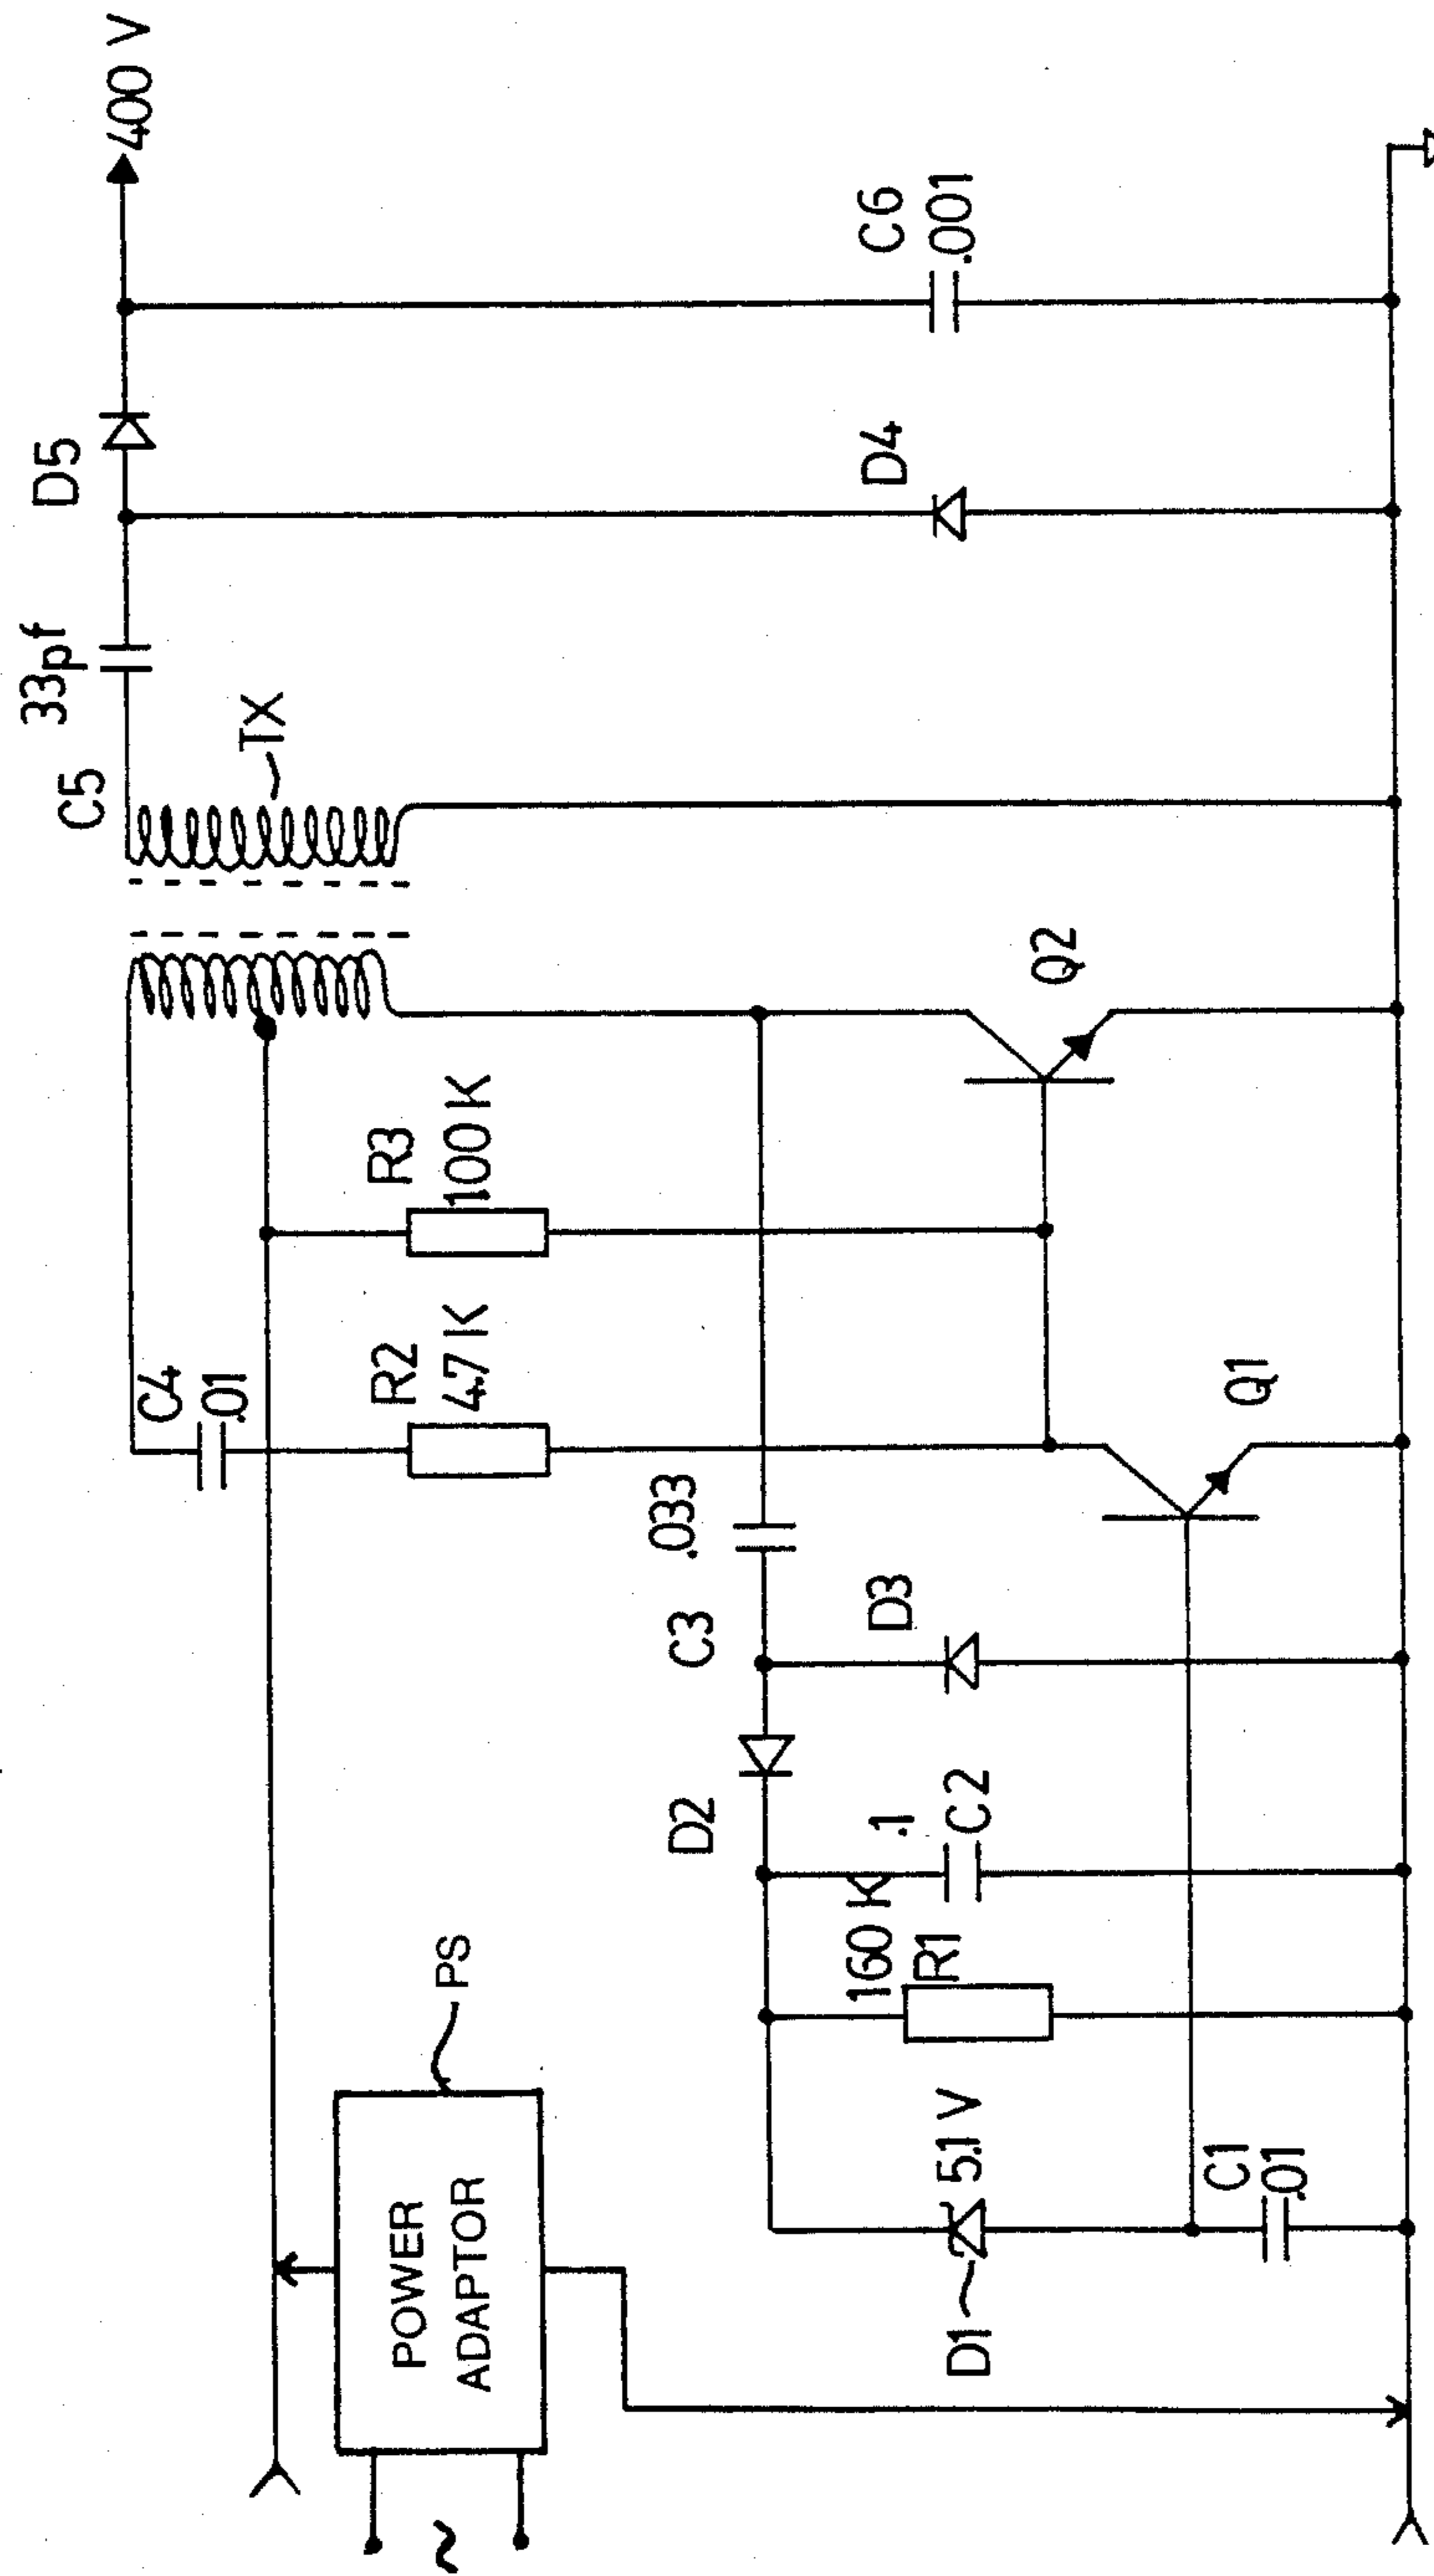 33pf
D5
C5
400 V
C4
.01
TX
R2
R3
4.7 K
100 K
POWER
ADAPTOR
PS
D2
C3
.033
160 K
.1
D3
D4
C6
R1
C2
.001
D1
5.1 V
Q2
C1
.01
Q1
~